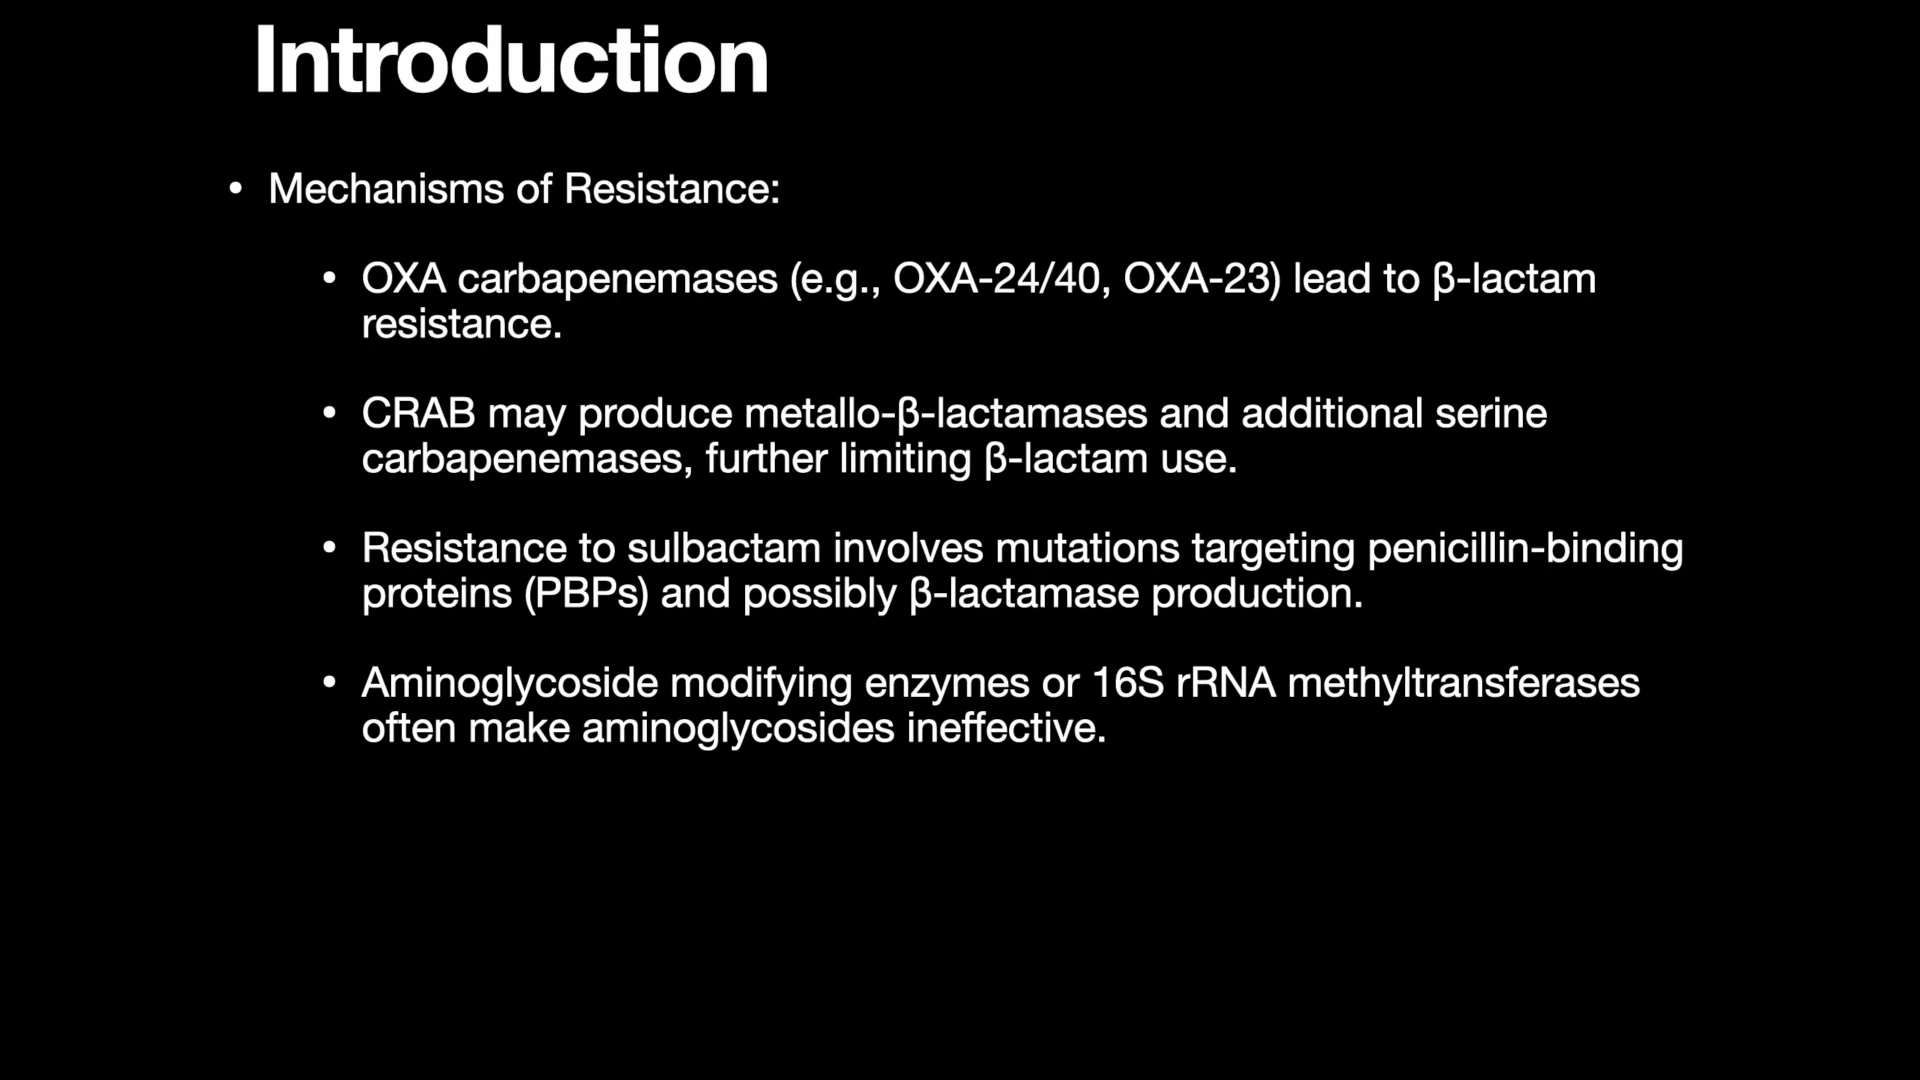 Introduction
• Mechanisms of Resistance:
• OXA carbapenemases (e.g., OXA-24/40, OXA-23) lead to β-lactam
resistance.
• CRAB may produce metallo-β-lactamases and additional serine
carbapenemases, further limiting β-lactam use.
• Resistance to sulbactam involves mutations targeting penicillin-binding
proteins (PBPs) and possibly β-lactamase production.
• Aminoglycoside modifying enzymes or 16S rRNA methyltransferases
often make aminoglycosides ineffective.